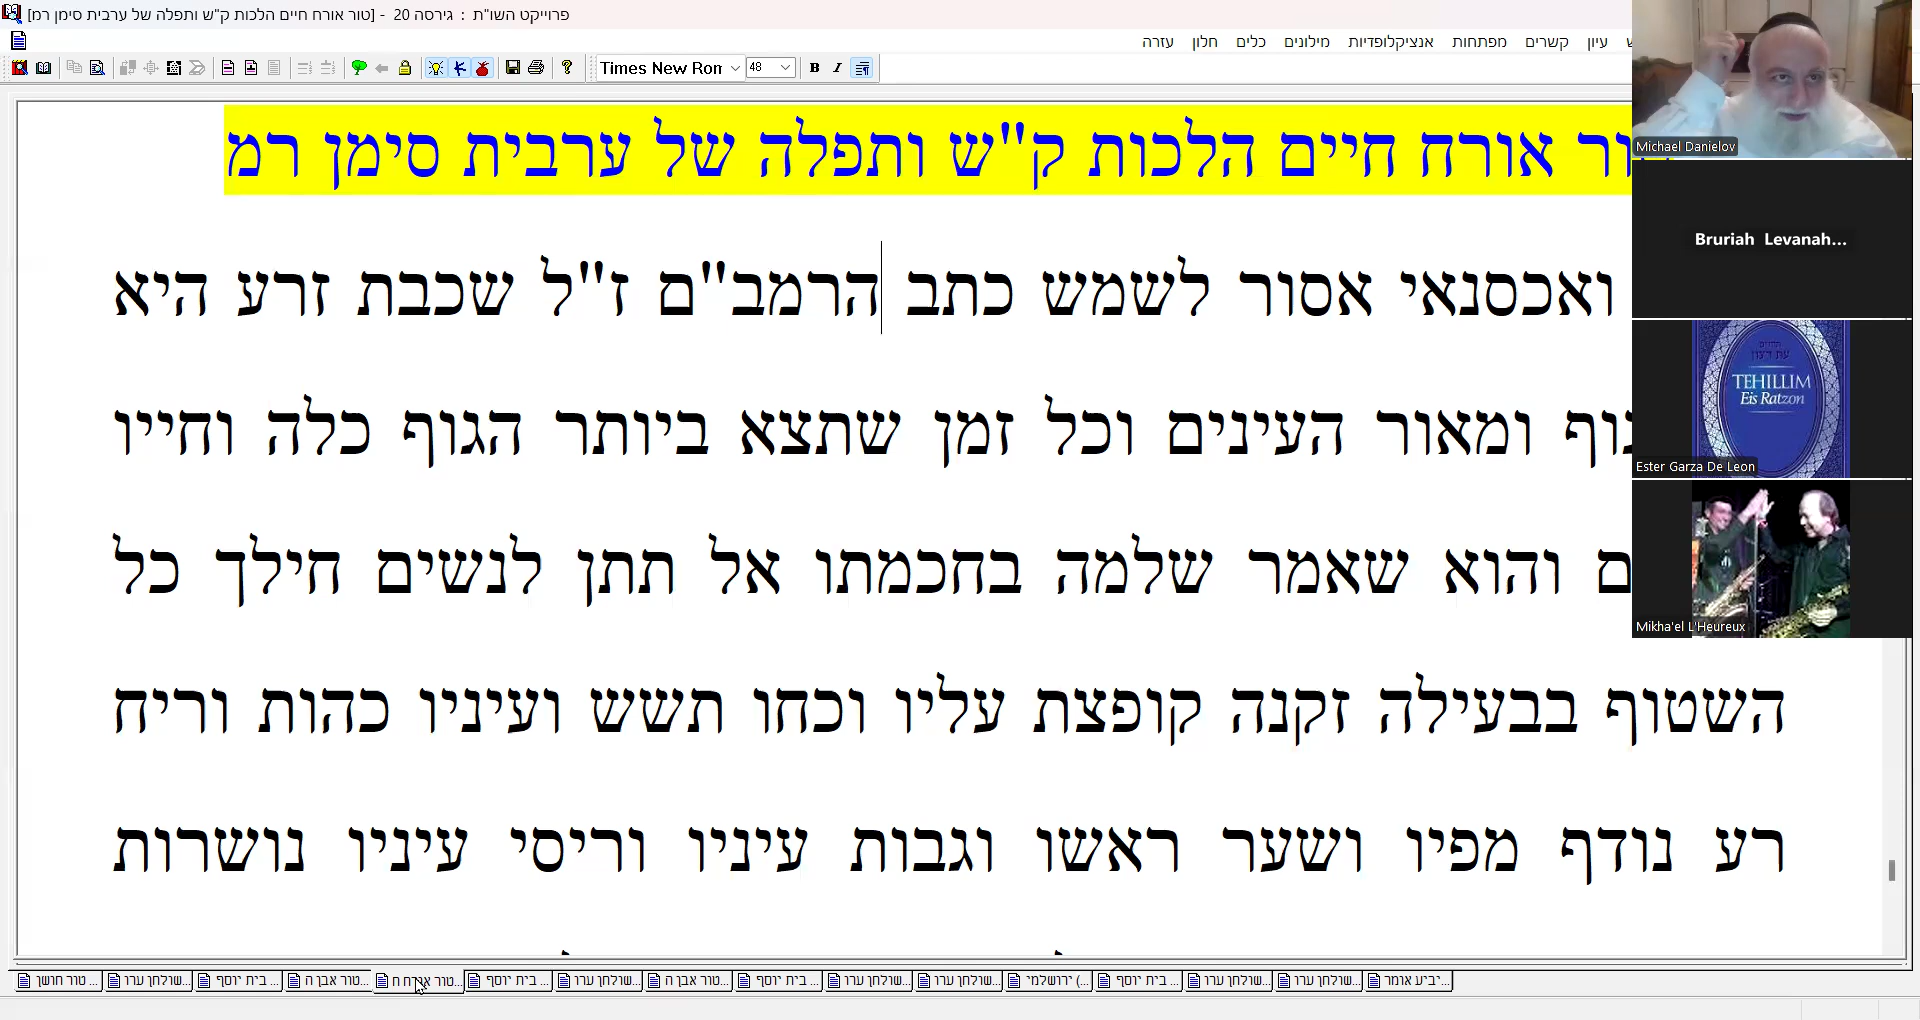 פרוייקט השו"ת : גירסה 20 - [טור אורח חיים הלכות ק"ש ותפלה של ערבית סימן רמ]
עיון קשרים מפתחות אנציקלופדיות מילונים כלים חלון עזרה
Times New Ron 48 B I
אורח חיים הלכות ק"ש ותפלה של ערבית סימן רמ
ואכסנאי אסור לשמש כתב הרמב"ם ז"ל שכבת זרע היא
ומאור העינים וכל זמן שתצא ביותר הגוף כלה וחייו
והוא שאמר שלמה בחכמתו אל תתן לנשים חילך כל
השטוף בבעילה זקנה קופצת עליו וכחו תשש ועיניו כהות וריח
רע נודף מפיו ושער ראשו וגבות עיניו וריסי עיניו נושרות
Michael Danielov
Bruriah Levanah...
תהלים
עת רצון
TEHILLIM
Eis Ratzon
Ester Garza De Leon
Mikha'el L'Heureux
יביע אומר... שולחן ערו... שולחן ערו... בית יוסף ... ירושלמי (... שולחן ערו... שולחן ערו... בית יוסף ... טור אבן ה... שולחן ערו... בית יוסף ... טור אורח ח... טור אבן ה... בית יוסף ... שולחן ערו... טור חושן ...